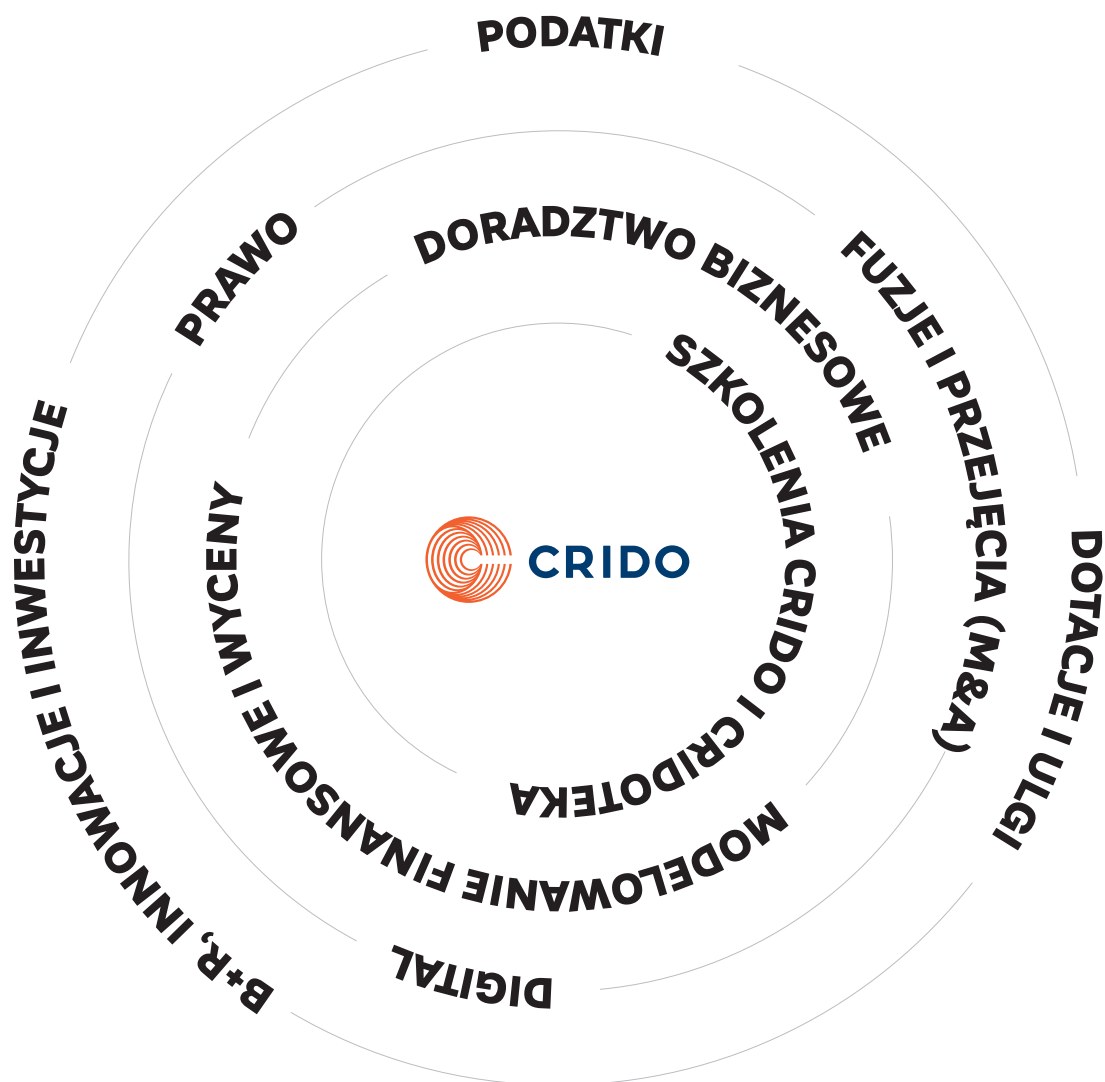 PODATKI
DOTACJE I ULGI
B+R, INNOWACJE I INWESTYCJE
PRAWO
FUZJE I PRZEJĘCIA (M&A)
DIGITAL
DORADZTWO BIZNESOWE
MODELOWANIE FINANSOWE I WYCENY
SZKOLENIA CRIDO I CRIDOTEKA
CRIDO